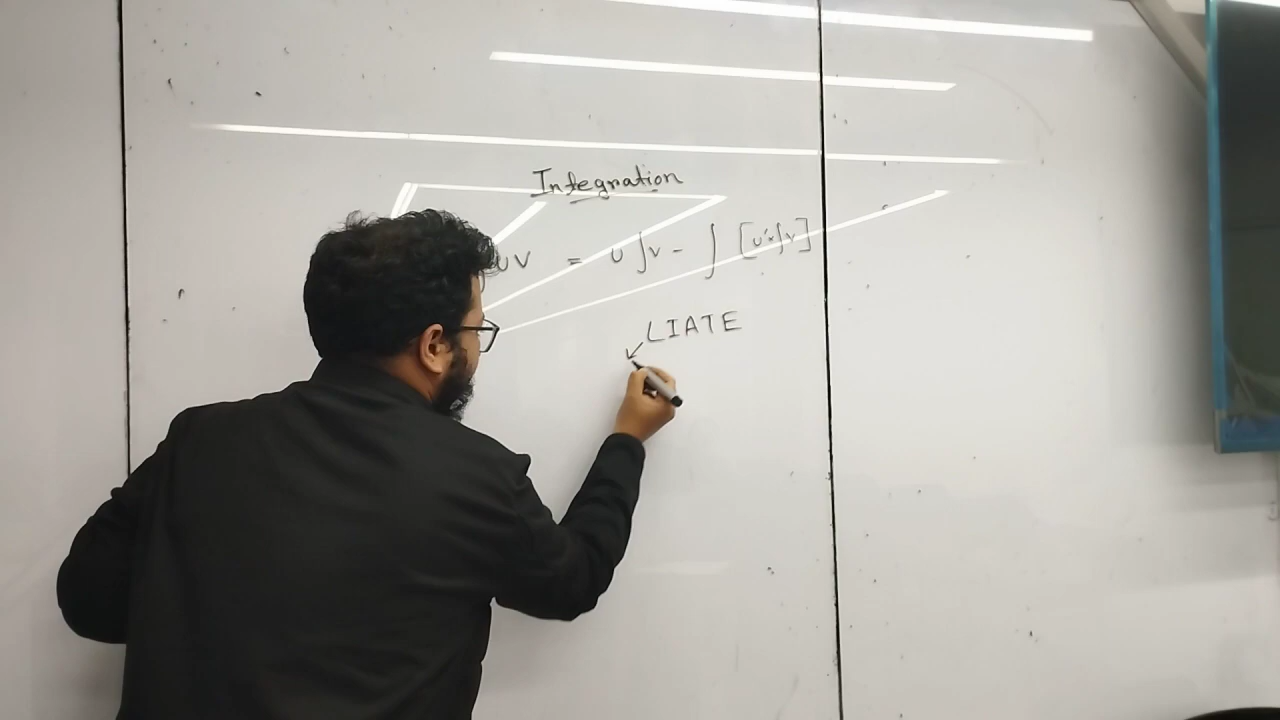 Integration
UV = U ∫v - ∫ [u'x∫v]
LIATE